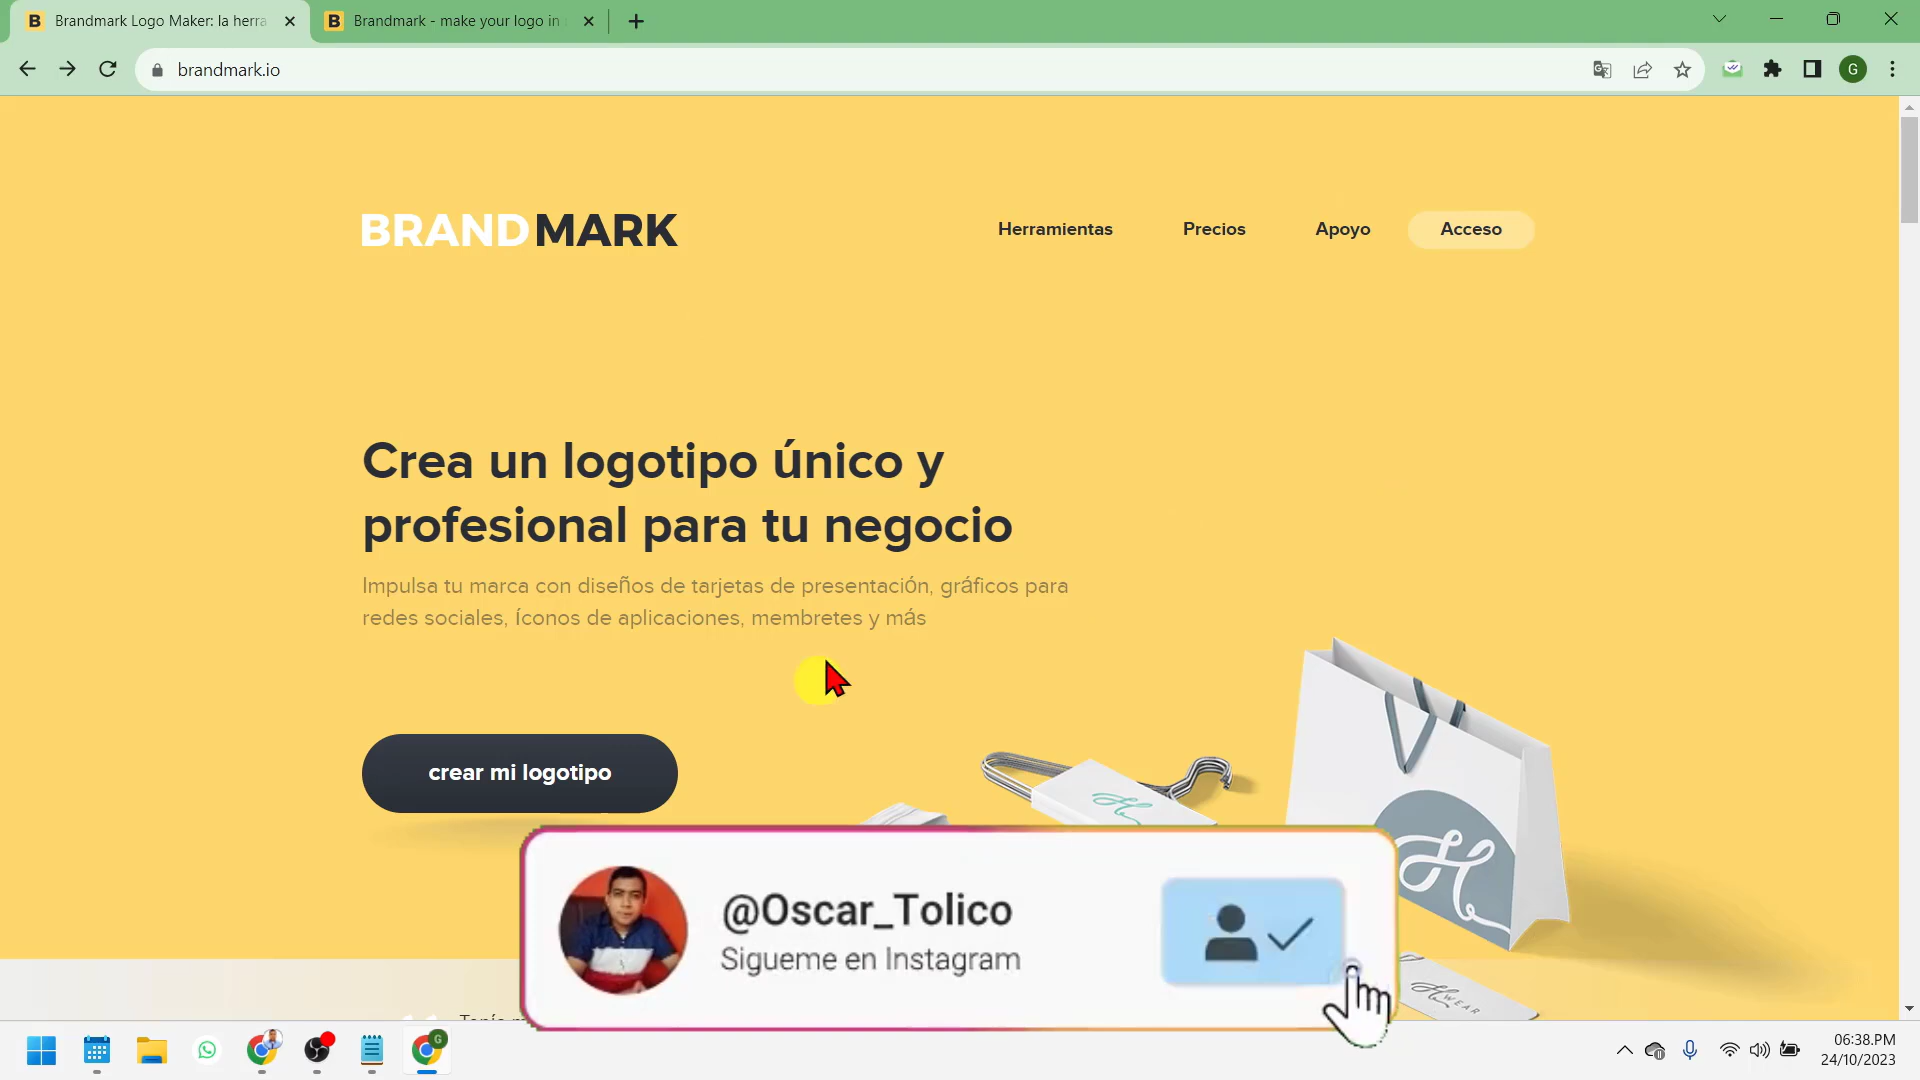 B Brandmark Logo Maker: la herra
B Brandmark - make your logo in
brandmark.io
G
BRANDMARK
Herramientas
Precios
Apoyo
Acceso
Crea un logotipo único y
profesional para tu negocio
Impulsa tu marca con diseños de tarjetas de presentación, gráficos para
redes sociales, íconos de aplicaciones, membretes y más
crear mi logotipo
H
@Oscar_Tolico
Sigueme en Instagram
H WEAR
G
06:38.PM
24/10/2023